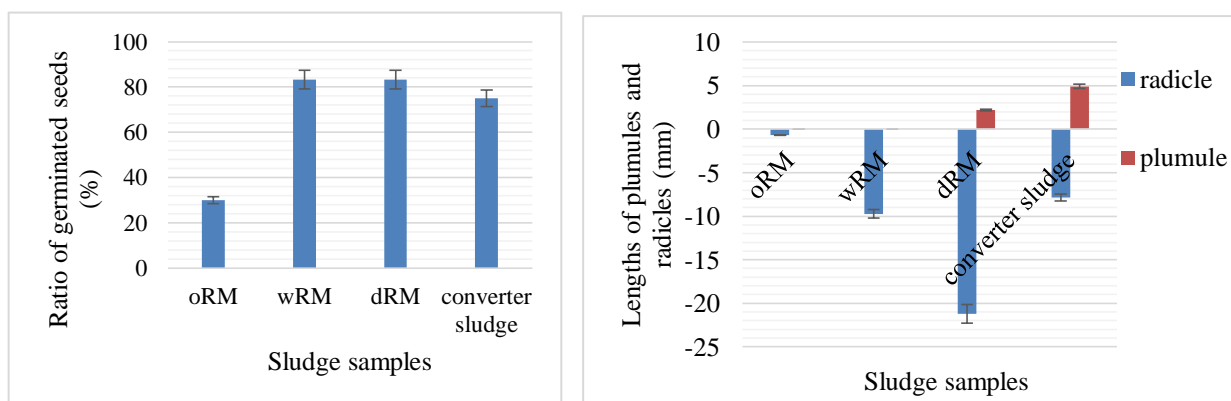 Ratio of germinated seeds
(%)
100
80
60
40
20
0
oRM
wRM
dRM
converter
sludge
Sludge samples
Lengths of plumules and
radicles (mm)
10
5
0
-5
-10
-15
-20
-25
oRM
wRM
dRM
converter sludge
Sludge samples
radicle
plumule